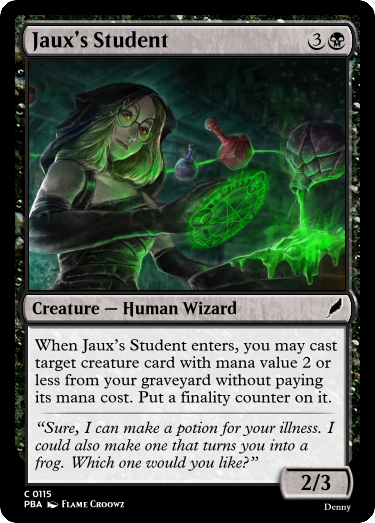 Jaux's Student 3
Creature — Human Wizard
When Jaux's Student enters, you may cast
target creature card with mana value 2 or
less from your graveyard without paying
its mana cost. Put a finality counter on it.
“Sure, I can make a potion for your illness. I
could also make one that turns you into a
frog. Which one would you like?”
2/3
C 0115
PBA Flame Croowz
Denny